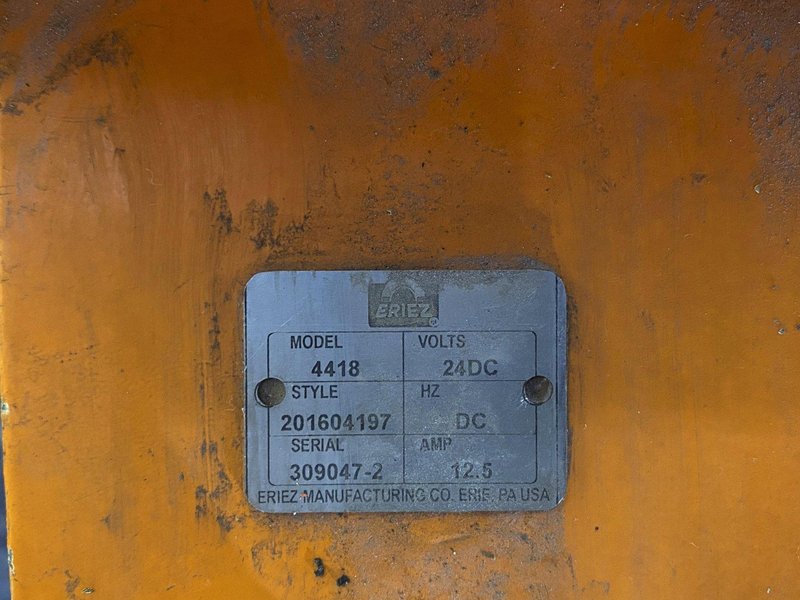 ERIEZ
MODEL VOLTS
4418 24DC
STYLE HZ
201604197 DC
SERIAL AMP
309047-2 12.5
ERIEZ MANUFACTURING CO. ERIE, PA USA